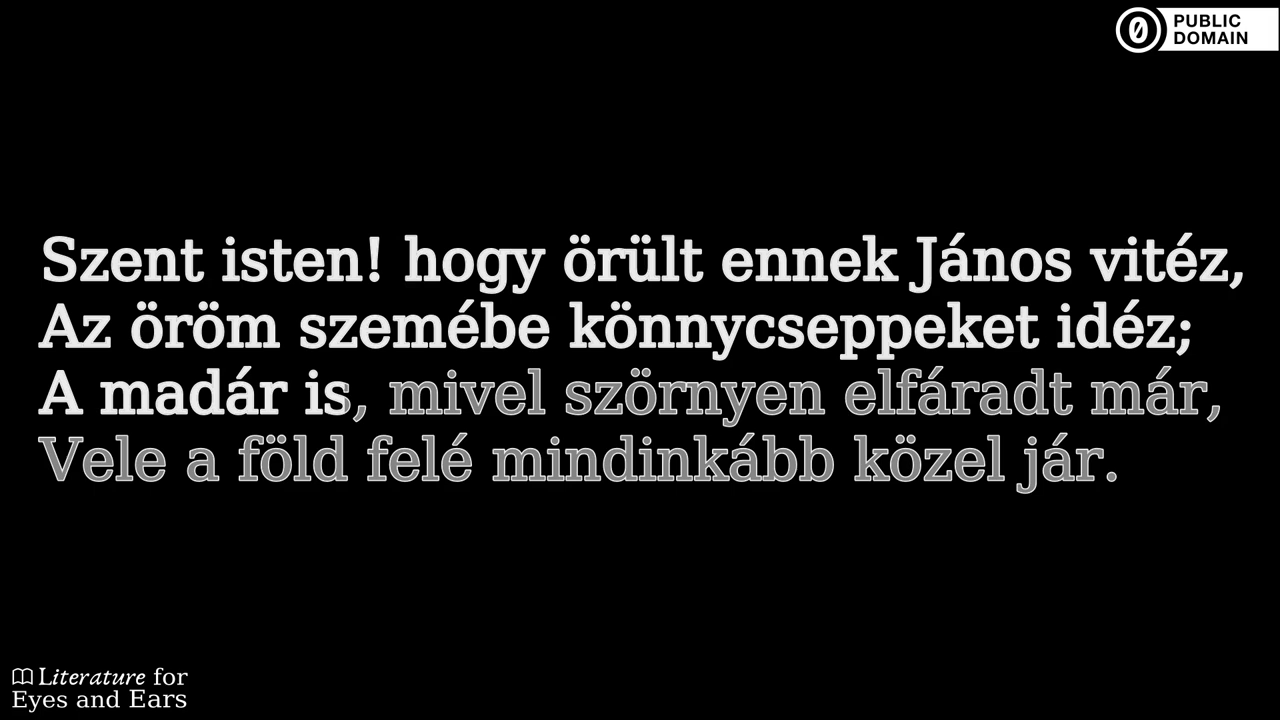 PUBLIC
DOMAIN
Szent isten! hogy örült ennek János vitéz,
Az öröm szemébe könnycseppeket idéz;
A madár is, mivel szörnyen elfáradt már,
Vele a föld felé mindinkább közel jár.
Literature for
Eyes and Ears